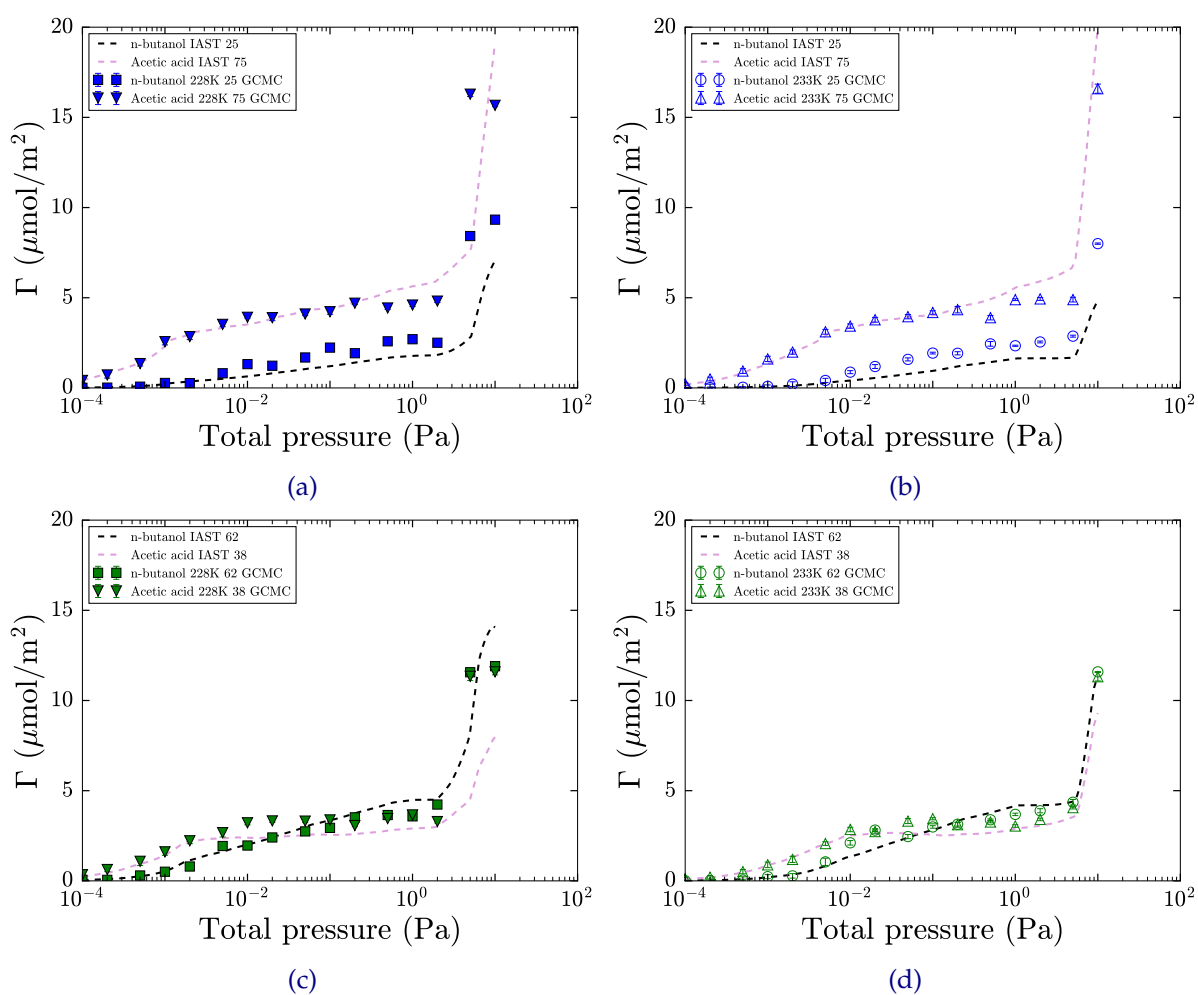 20
15
10
5
0
Γ (μmol/m²)
n-butanol IAST 25
Acetic acid IAST 75
n-butanol 228K 25 GCMC
Acetic acid 228K 75 GCMC
10⁻⁴ 10⁻² 10⁰ 10²
Total pressure (Pa)
(a)
20
15
10
5
0
Γ (μmol/m²)
n-butanol IAST 25
Acetic acid IAST 75
n-butanol 233K 25 GCMC
Acetic acid 233K 75 GCMC
10⁻⁴ 10⁻² 10⁰ 10²
Total pressure (Pa)
(b)
20
15
10
5
0
Γ (μmol/m²)
n-butanol IAST 62
Acetic acid IAST 38
n-butanol 228K 62 GCMC
Acetic acid 228K 38 GCMC
10⁻⁴ 10⁻² 10⁰ 10²
Total pressure (Pa)
(c)
20
15
10
5
0
Γ (μmol/m²)
n-butanol IAST 62
Acetic acid IAST 38
n-butanol 233K 62 GCMC
Acetic acid 233K 38 GCMC
10⁻⁴ 10⁻² 10⁰ 10²
Total pressure (Pa)
(d)